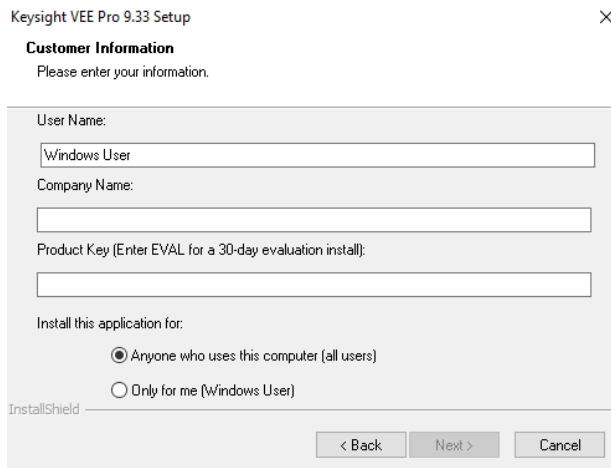 Keysight VEE Pro 9.33 Setup
Customer Information
Please enter your information.
User Name:
Windows User
Company Name:
Product Key (Enter EVAL for a 30-day evaluation install):
Install this application for:
Anyone who uses this computer (all users)
Only for me (Windows User)
InstallShield
< Back
Next >
Cancel